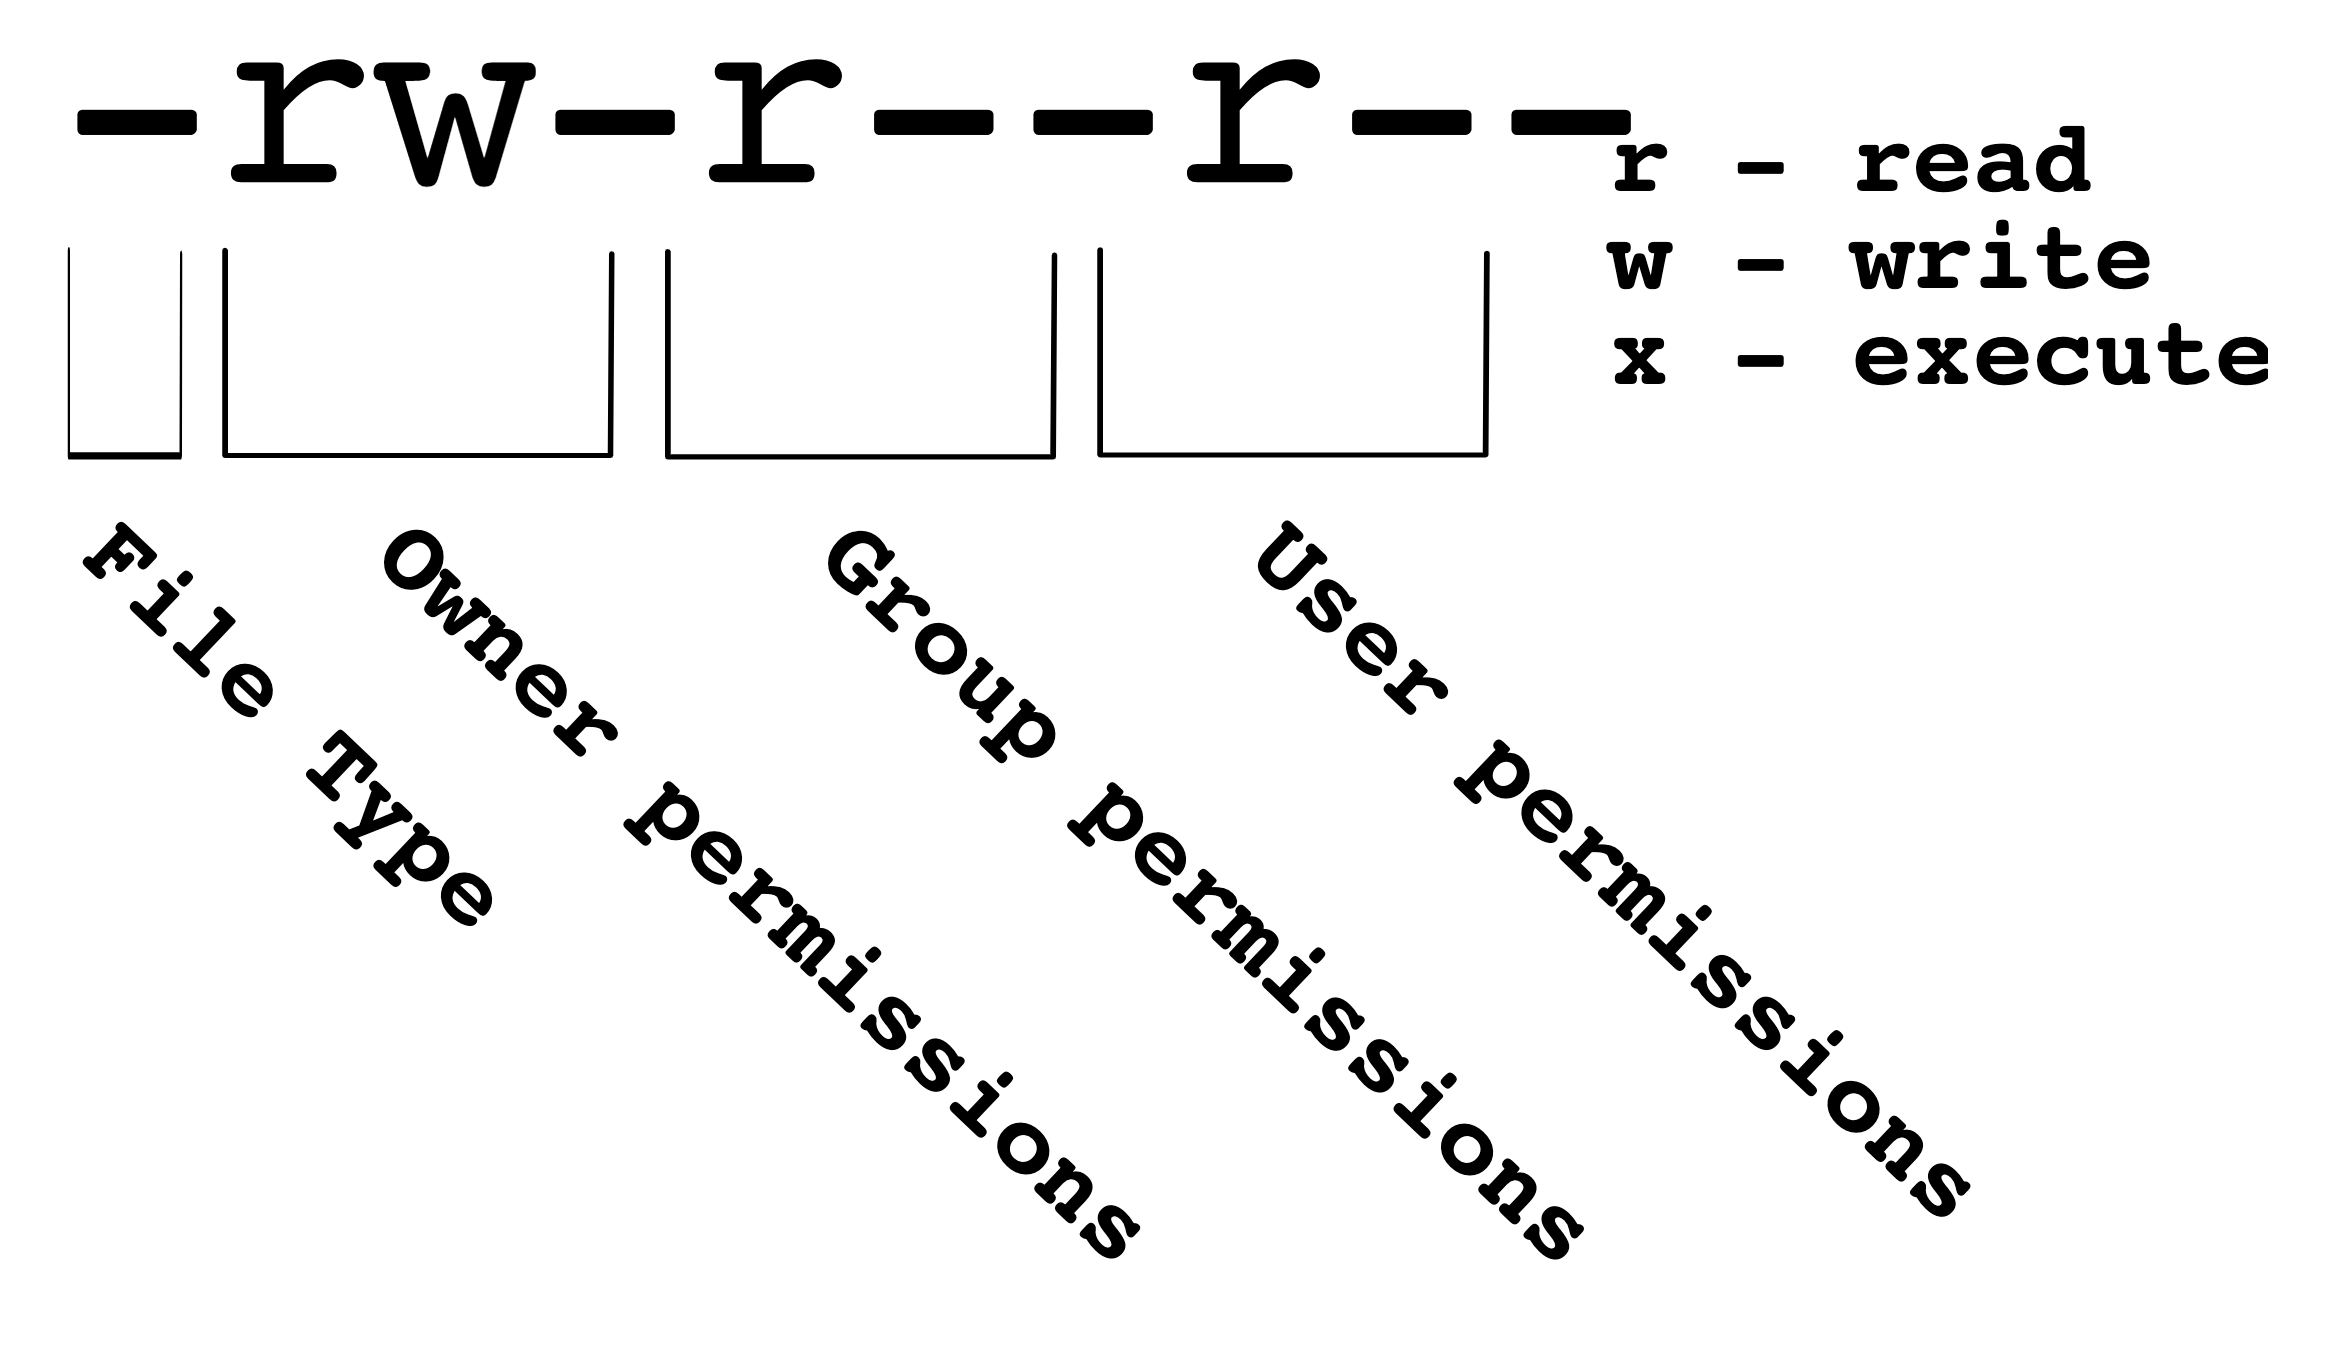 -rw-r--r--
r - read
w - write
x - execute
File Type
Owner permissions
Group permissions
User permissions